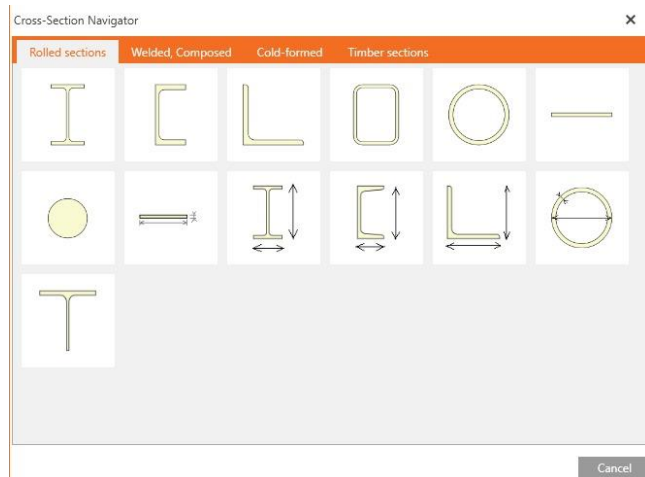 Cross-Section Navigator
Rolled sections Welded, Composed Cold-formed Timber sections
Cancel